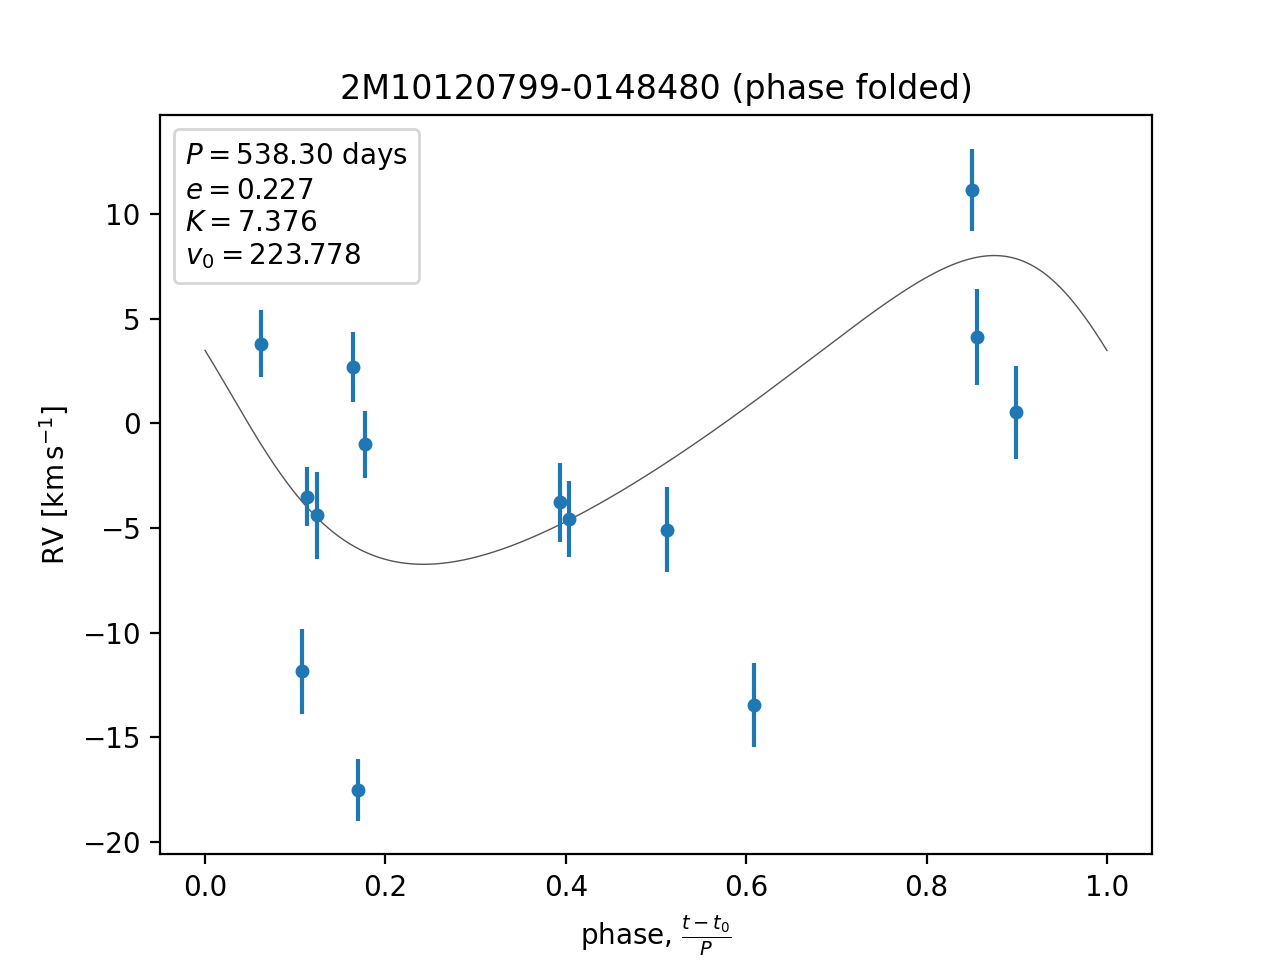 2M10120799-0148480 (phase folded)
P = 538.30 days
e = 0.227
K = 7.376
v₀ = 223.778
10
5
0
−5
−10
−15
−20
RV [km s⁻¹]
0.0 0.2 0.4 0.6 0.8 1.0
phase, (t − t₀)/P